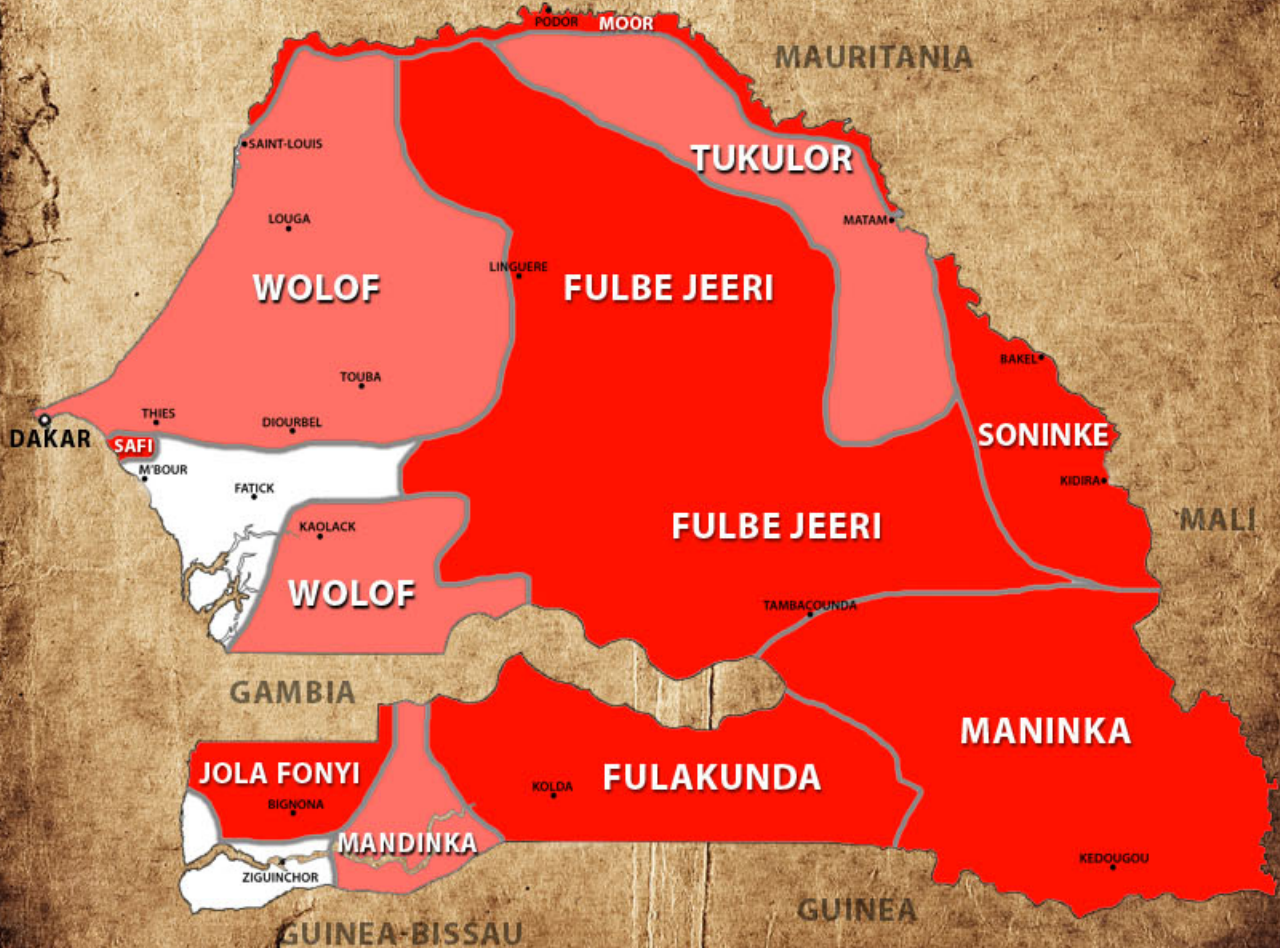 PODOR
MOOR
MAURITANIA
SAINT-LOUIS
TUKULOR
LOUGA
MATAM
LINGUERE
WOLOF
FULBE JEERI
BAKEL
TOUBA
THIES
DIOURBEL
DAKAR
SAFI
SONINKE
M'BOUR
FATICK
KIDIRA
KAOLACK
FULBE JEERI
MALI
WOLOF
TAMBACOUNDA
GAMBIA
MANINKA
JOLA FONYI
FULAKUNDA
KOLDA
BIGNONA
MANDINKA
KEDOUGOU
ZIGUINCHOR
GUINEA
GUINEA-BISSAU